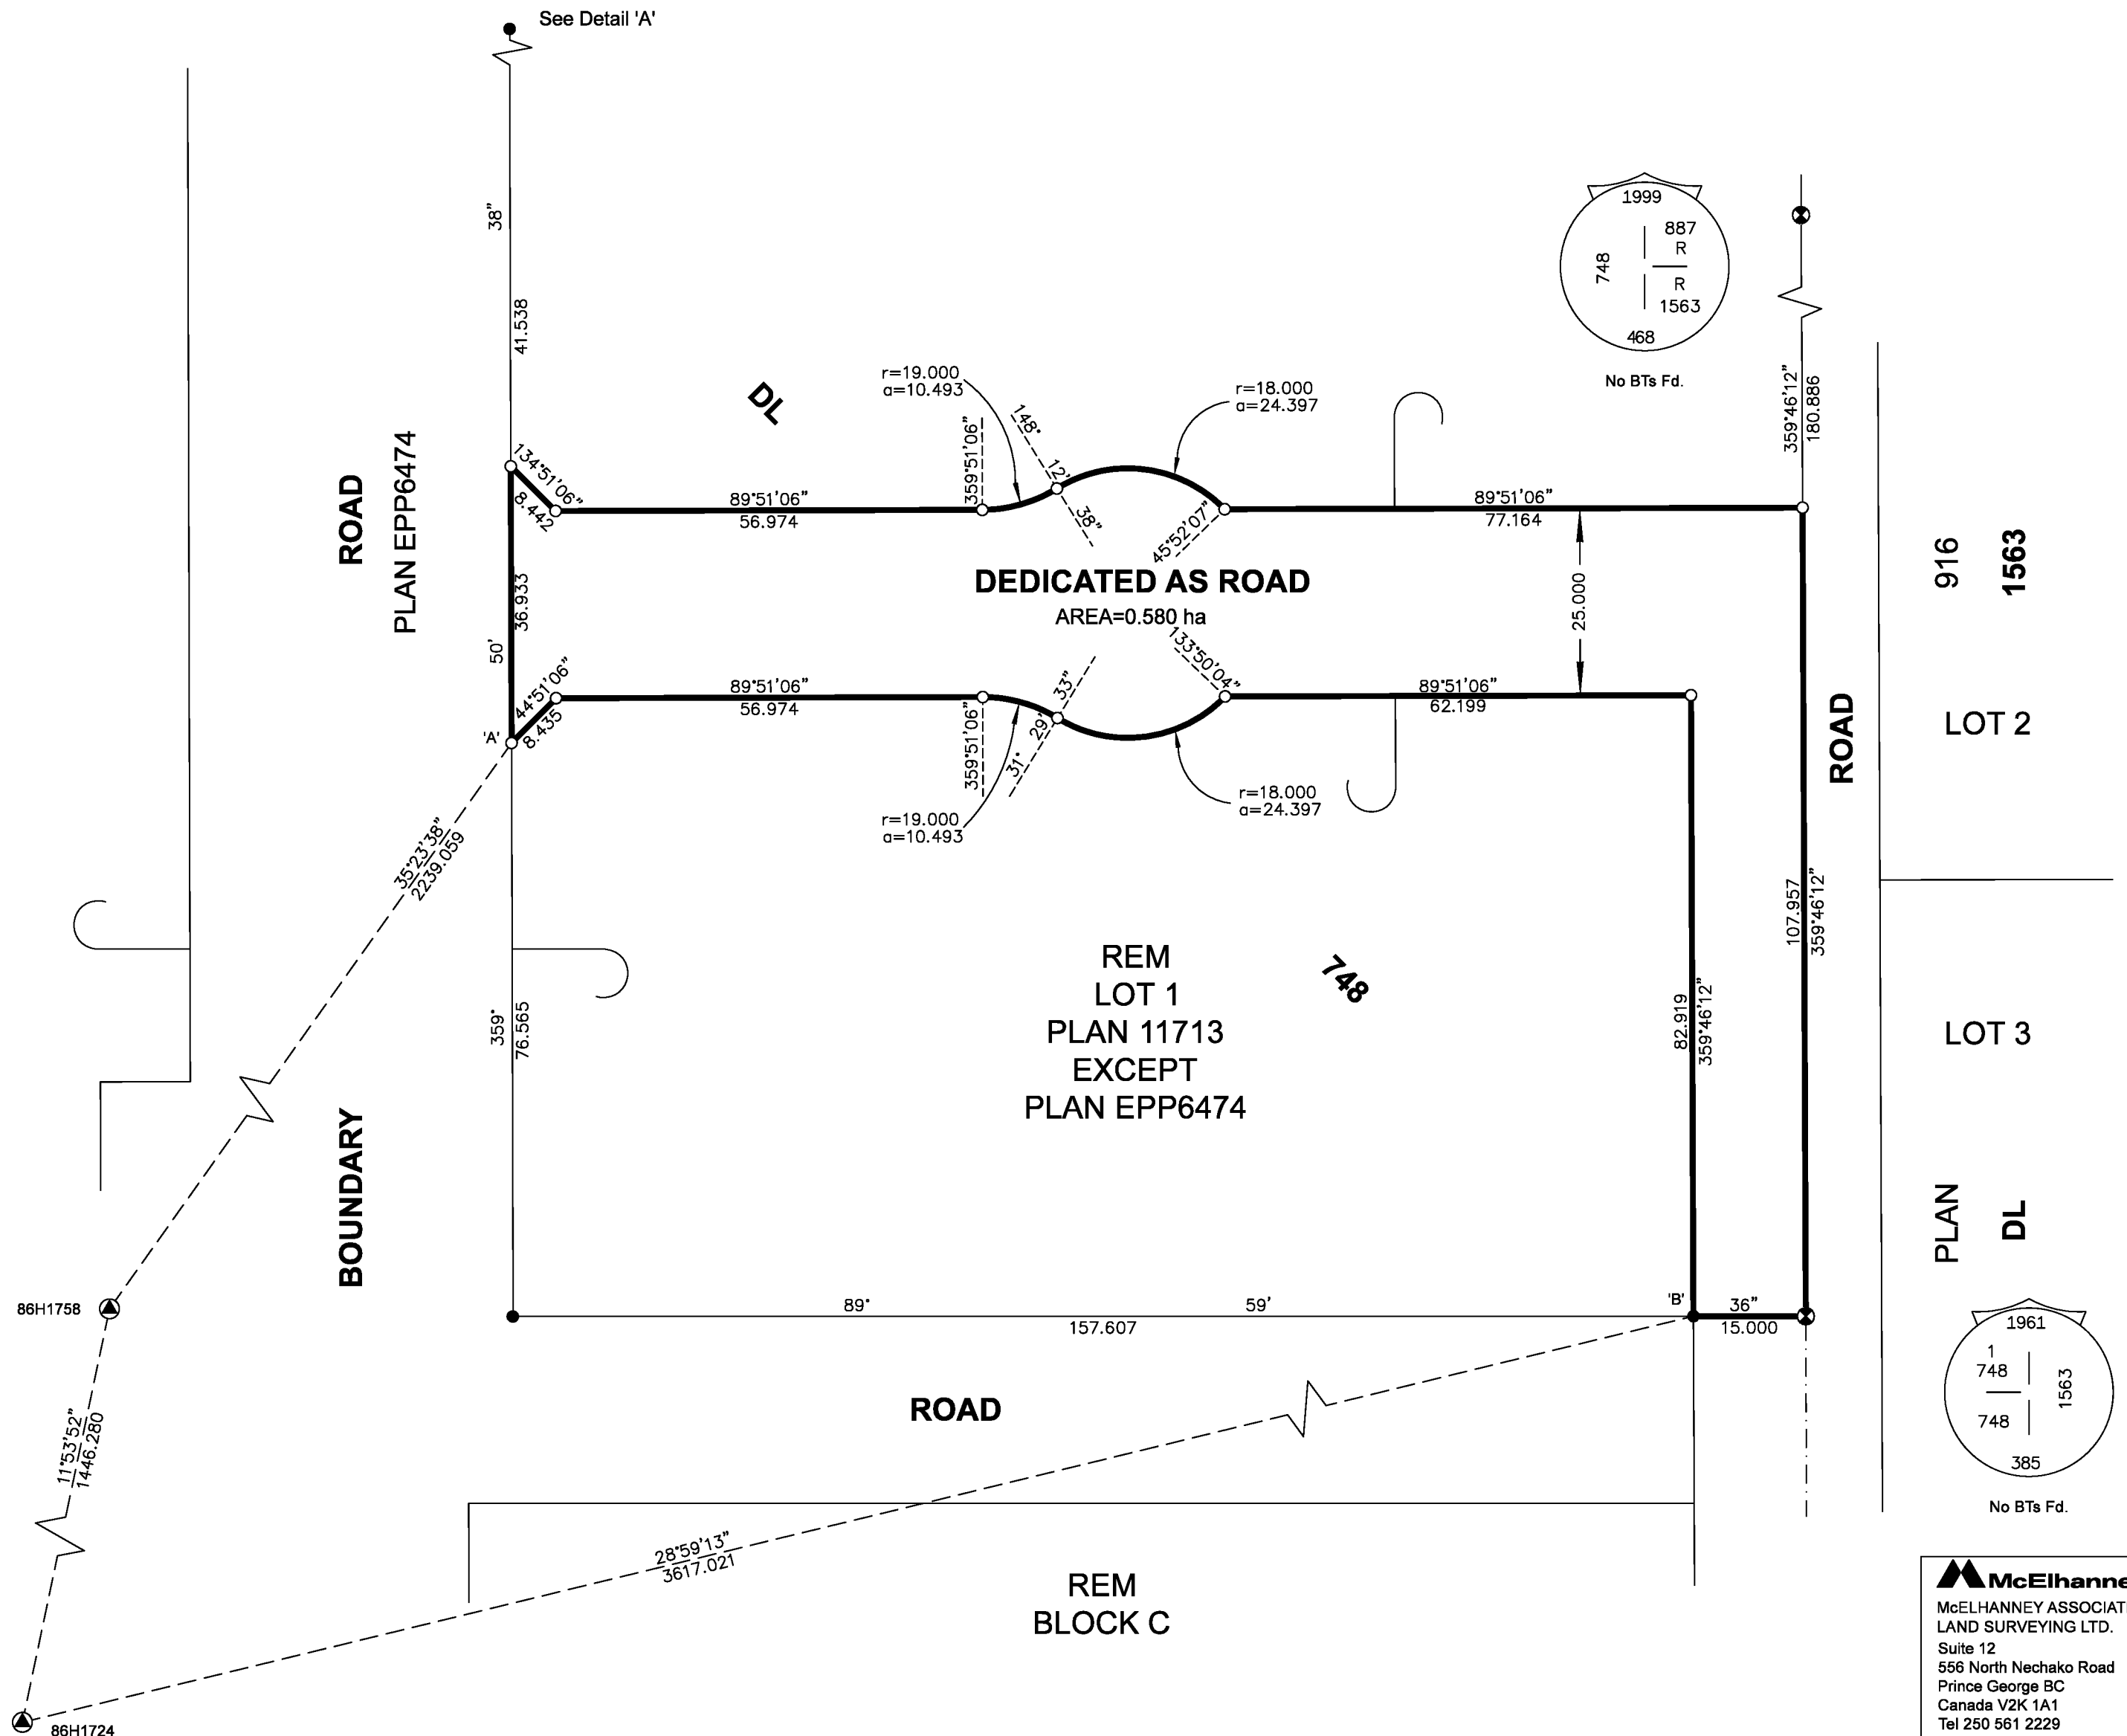 See Detail 'A'
38"
41.538
ROAD
PLAN EPP6474
DL
r=19.000
a=10.493
148°
12'
38"
r=18.000
a=24.397
1999
887
R
748
R
1563
468
No BTs Fd.
359°46'12"
180.886
134°51'06"
8.442
89°51'06"
56.974
359°51'06"
45°52'07"
89°51'06"
77.164
25.000
DEDICATED AS ROAD
AREA=0.580 ha
36.933
50'
916
1563
LOT 2
ROAD
44°51'06"
8.435
'A'
89°51'06"
56.974
359°51'06"
31°
29'
33"
133°50'04"
89°51'06"
62.199
r=19.000
a=10.493
r=18.000
a=24.397
35°23'38"
2239.059
359°
76.565
REM
LOT 1
PLAN 11713
EXCEPT
PLAN EPP6474
748
82.919
359°46'12"
107.957
359°46'12"
LOT 3
PLAN
DL
BOUNDARY
86H1758
89°
59'
157.607
'B'
36"
15.000
1961
1
748
1563
748
385
No BTs Fd.
ROAD
11°53'52"
1446.280
28°59'13"
3617.021
REM
BLOCK C
86H1724
McElhanne
McELHANNEY ASSOCIAT
LAND SURVEYING LTD.
Suite 12
556 North Nechako Road
Prince George BC
Canada V2K 1A1
Tel 250 561 2229